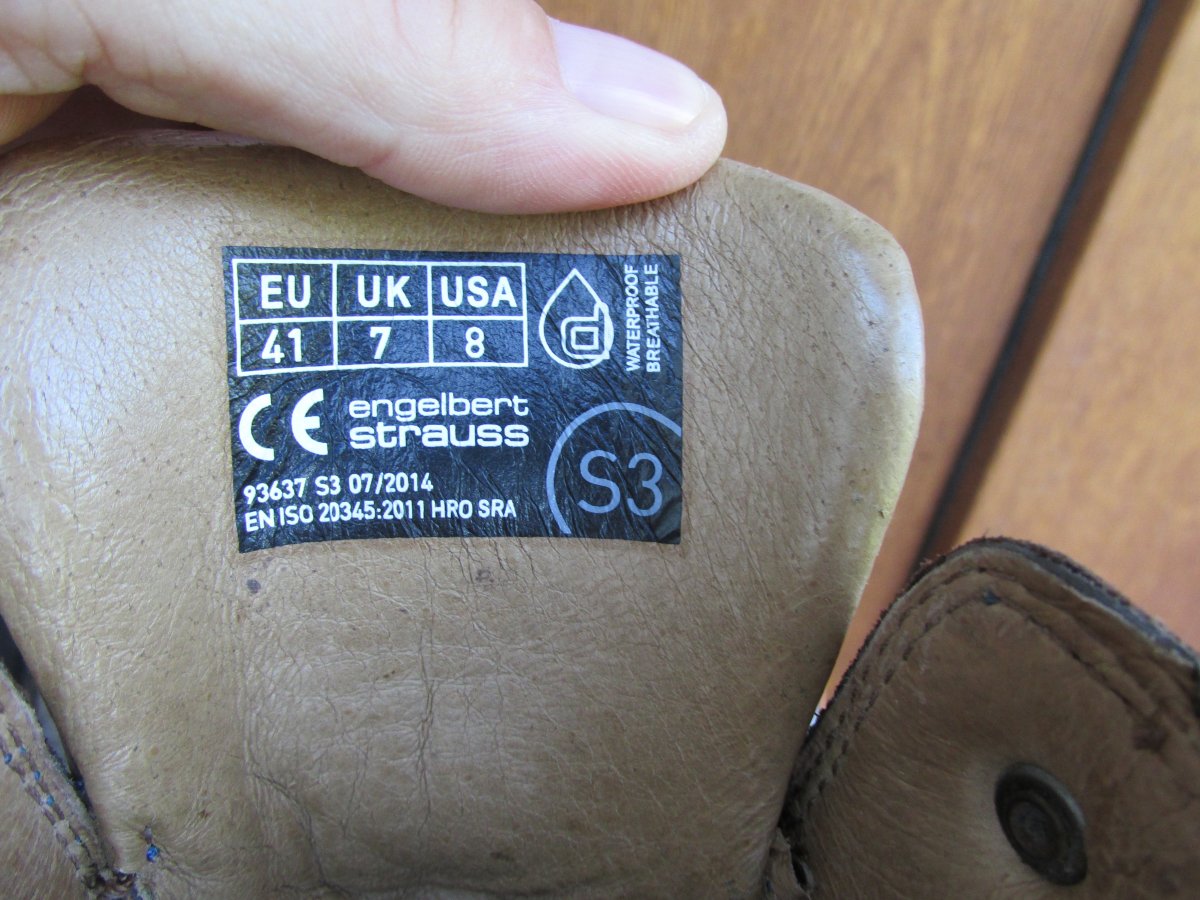 EU UK USA
41 7 8
WATERPROOF
BREATHABLE
CE engelbert
strauss
S3
93637 S3 07/2014
EN ISO 20345:2011 HRO SRA